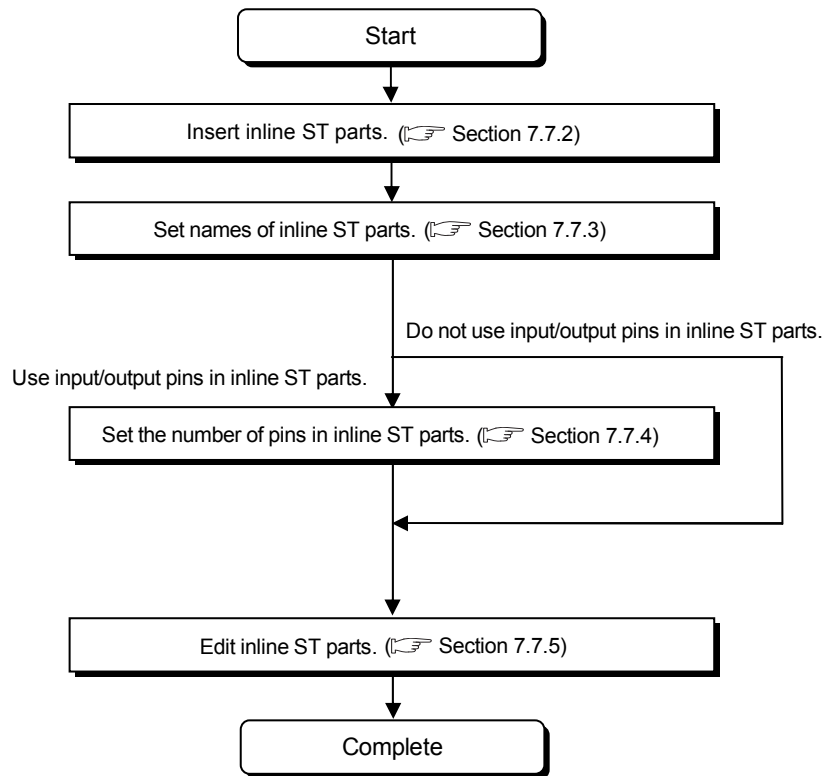 Start
Insert inline ST parts. (☞ Section 7.7.2)
Set names of inline ST parts. (☞ Section 7.7.3)
Do not use input/output pins in inline ST parts.
Use input/output pins in inline ST parts.
Set the number of pins in inline ST parts. (☞ Section 7.7.4)
Edit inline ST parts. (☞ Section 7.7.5)
Complete